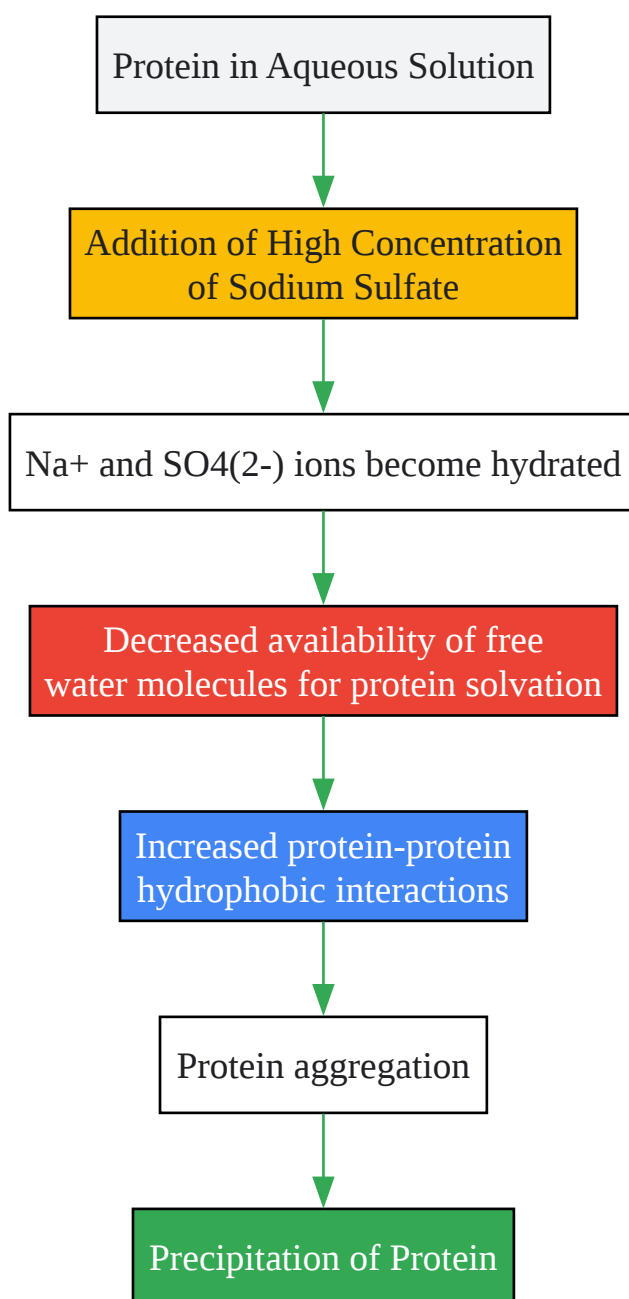 Protein in Aqueous Solution
Addition of High Concentration
of Sodium Sulfate
Na+ and SO4(2-) ions become hydrated
Decreased availability of free
water molecules for protein solvation
Increased protein-protein
hydrophobic interactions
Protein aggregation
Precipitation of Protein